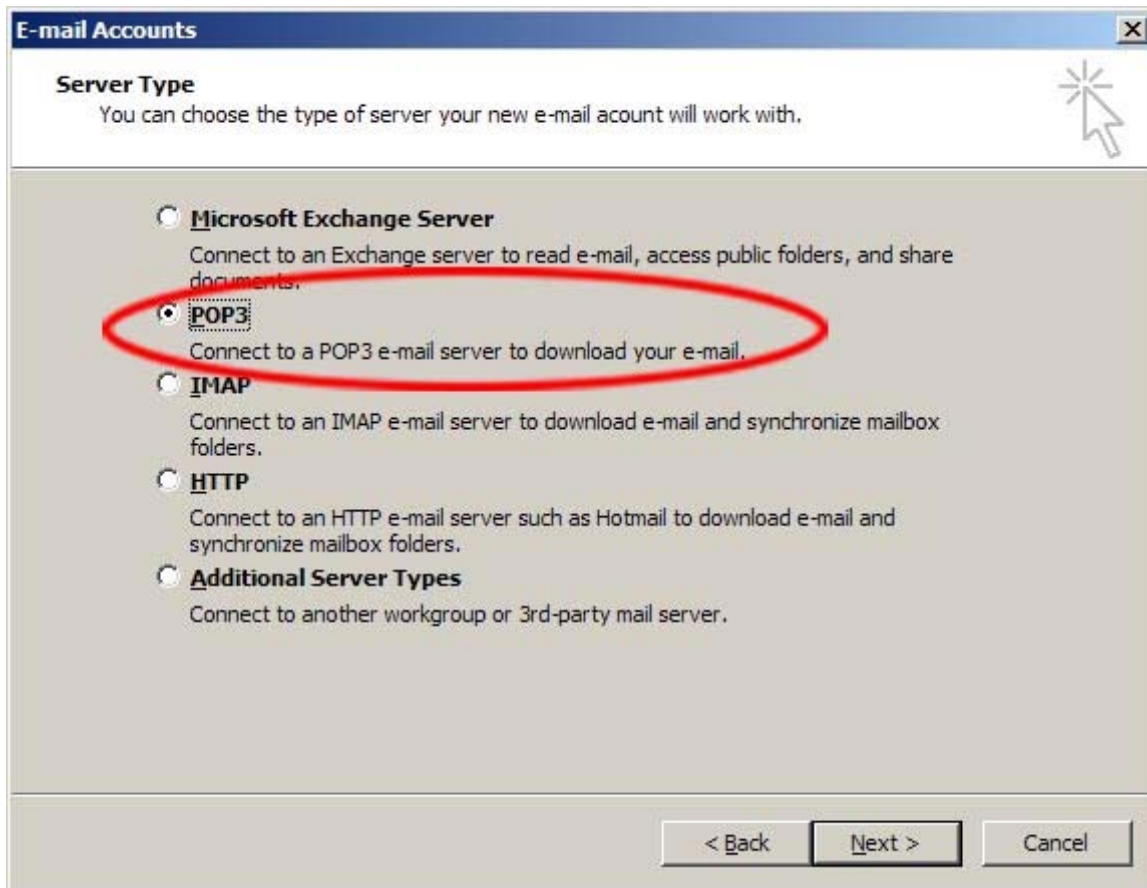 E-mail Accounts
Server Type
You can choose the type of server your new e-mail acount will work with.
Microsoft Exchange Server
Connect to an Exchange server to read e-mail, access public folders, and share
documents.
POP3
Connect to a POP3 e-mail server to download your e-mail.
IMAP
Connect to an IMAP e-mail server to download e-mail and synchronize mailbox
folders.
HTTP
Connect to an HTTP e-mail server such as Hotmail to download e-mail and
synchronize mailbox folders.
Additional Server Types
Connect to another workgroup or 3rd-party mail server.
< Back Next > Cancel